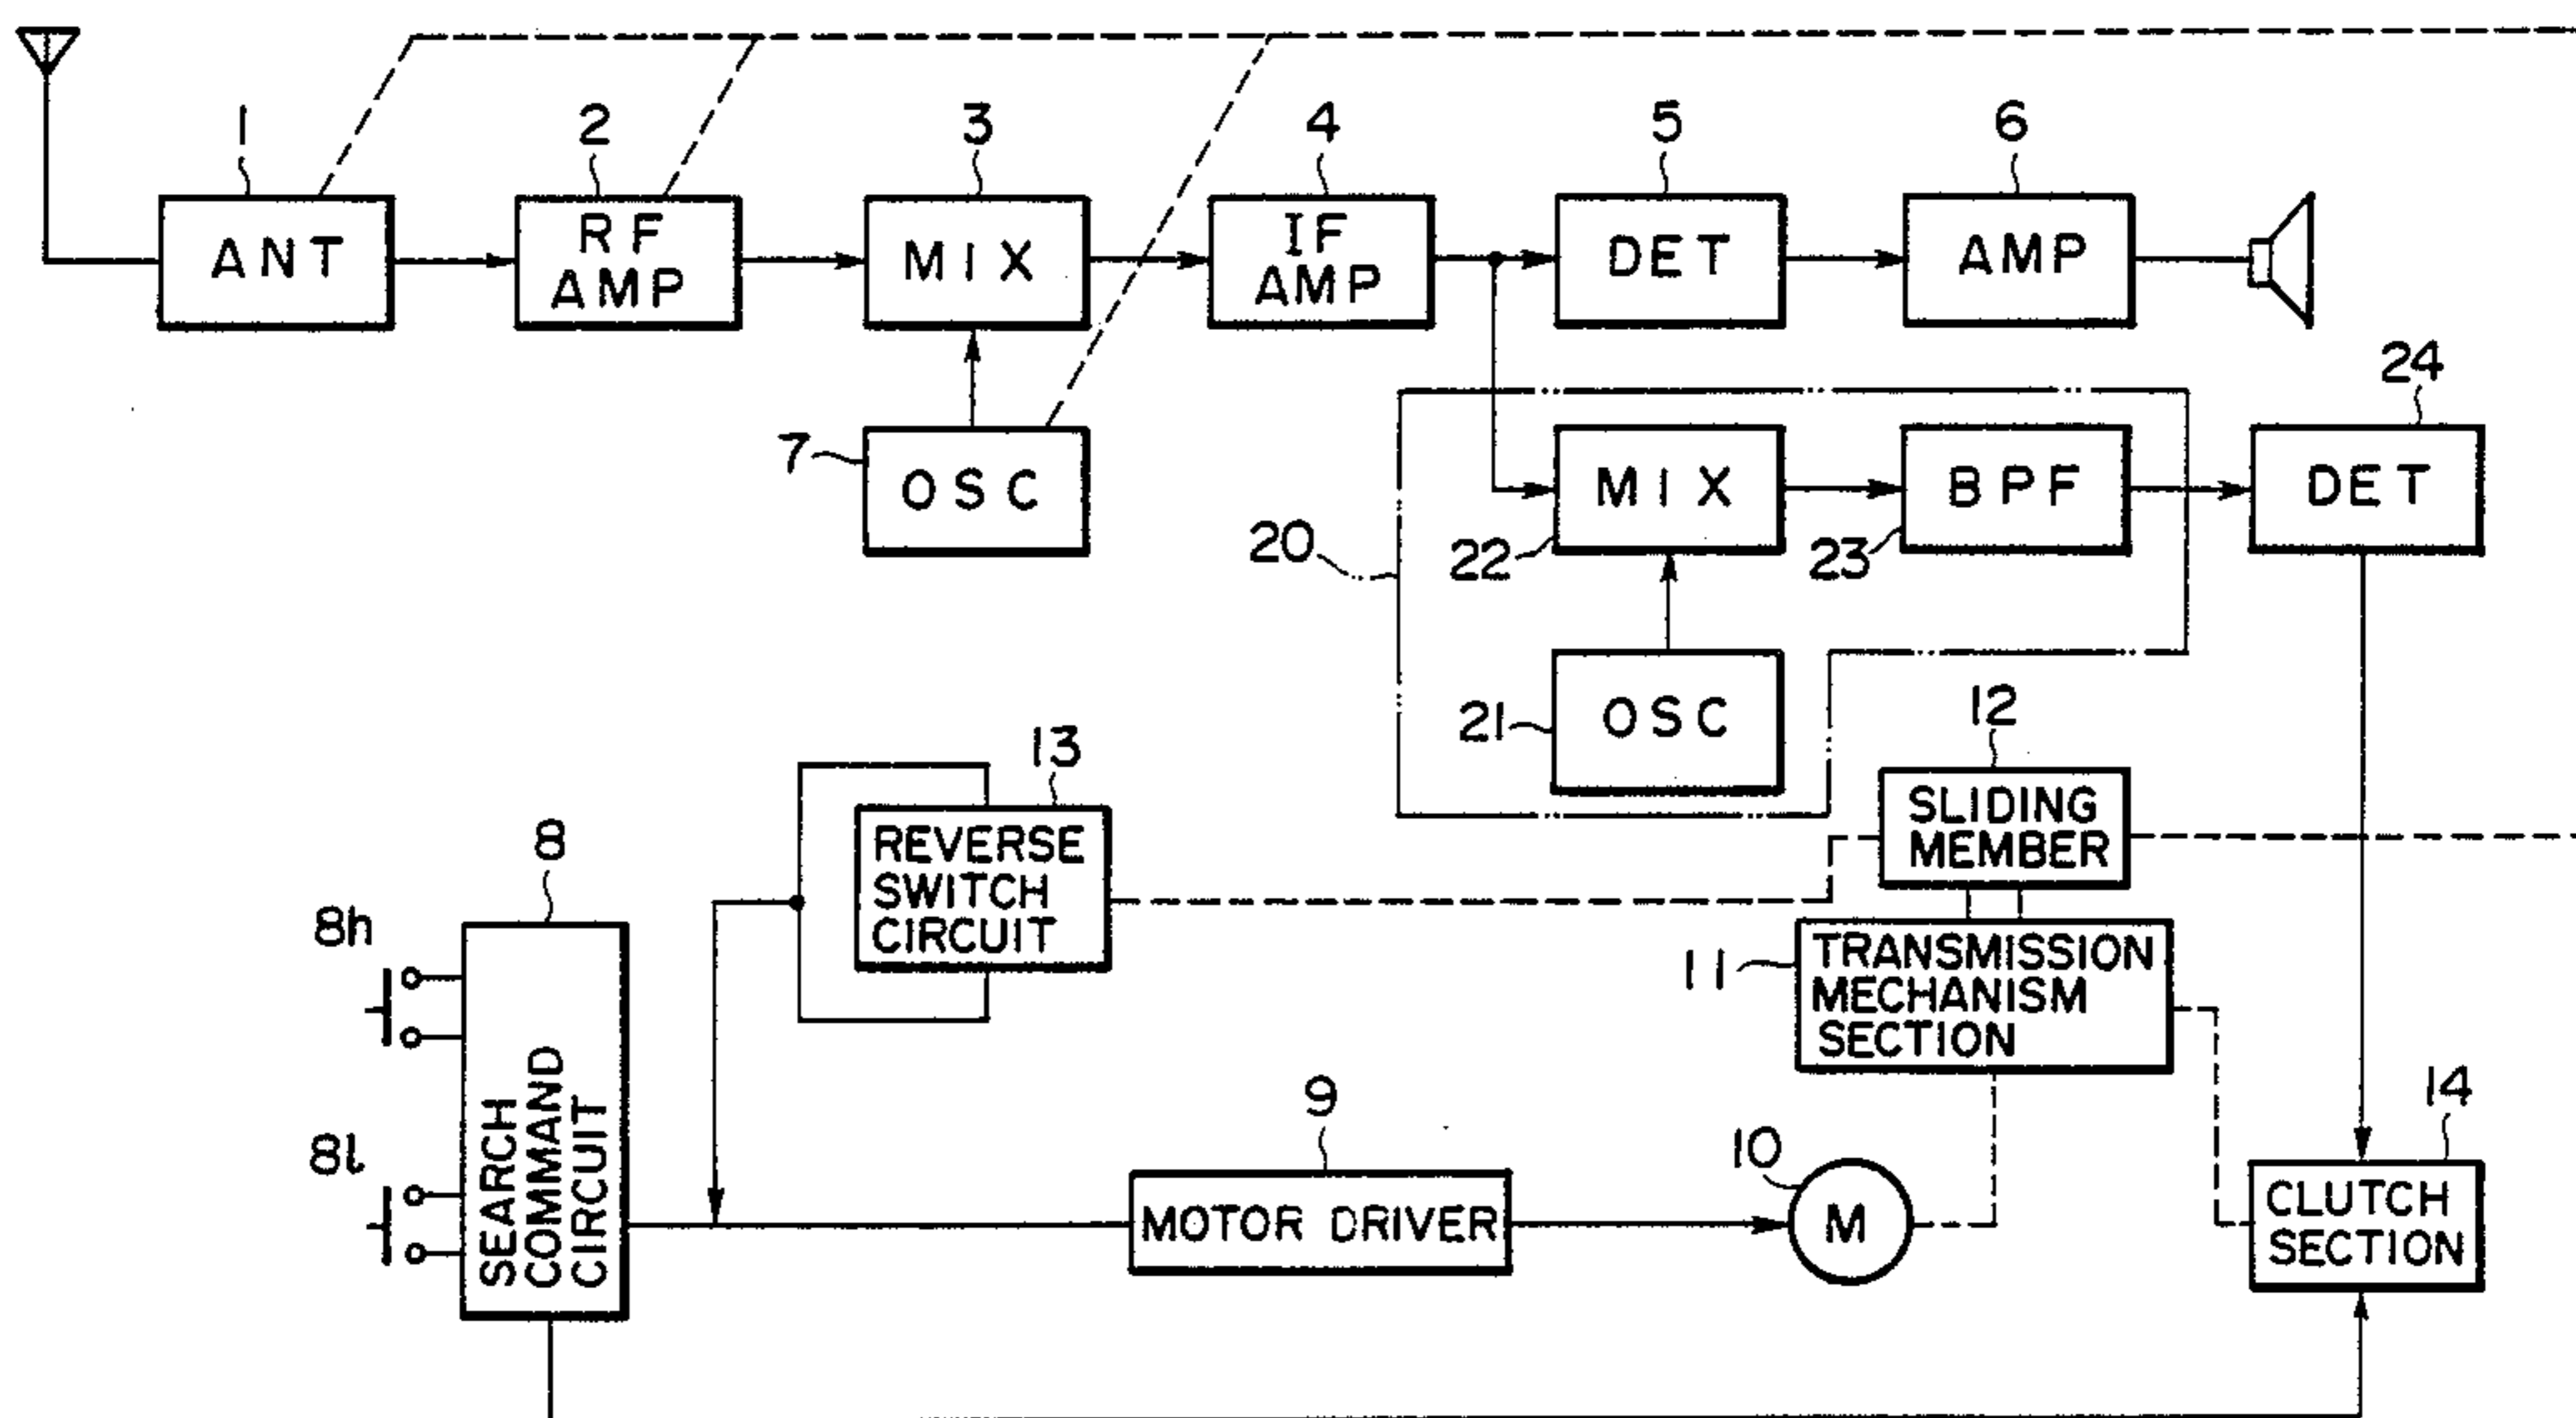 1
2
3
4
5
6
ANT
RF
AMP
MIX
IF
AMP
DET
AMP
24
7
OSC
20
22
MIX
23
BPF
DET
21
OSC
12
SLIDING
MEMBER
13
REVERSE
SWITCH
CIRCUIT
11
TRANSMISSION
MECHANISM
SECTION
8
8h
8l
SEARCH
COMMAND
CIRCUIT
9
MOTOR DRIVER
10
M
14
CLUTCH
SECTION